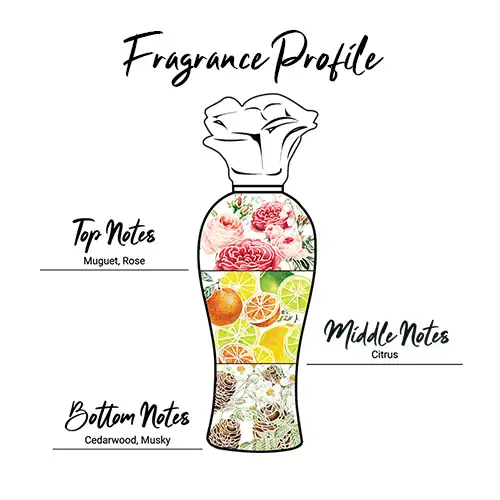 Fragrance Profile
Top Notes
Muguet, Rose
Middle Notes
Citrus
Bottom Notes
Cedarwood, Musky